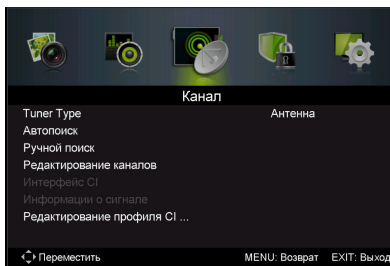 Канал
Tuner Type Антенна
Автопоиск
Ручной поиск
Редактирование каналов
Интерфейс CI
Информации о сигнале
Редактирование профиля CI ...
Переместить MENU: Возврат EXIT: Выход